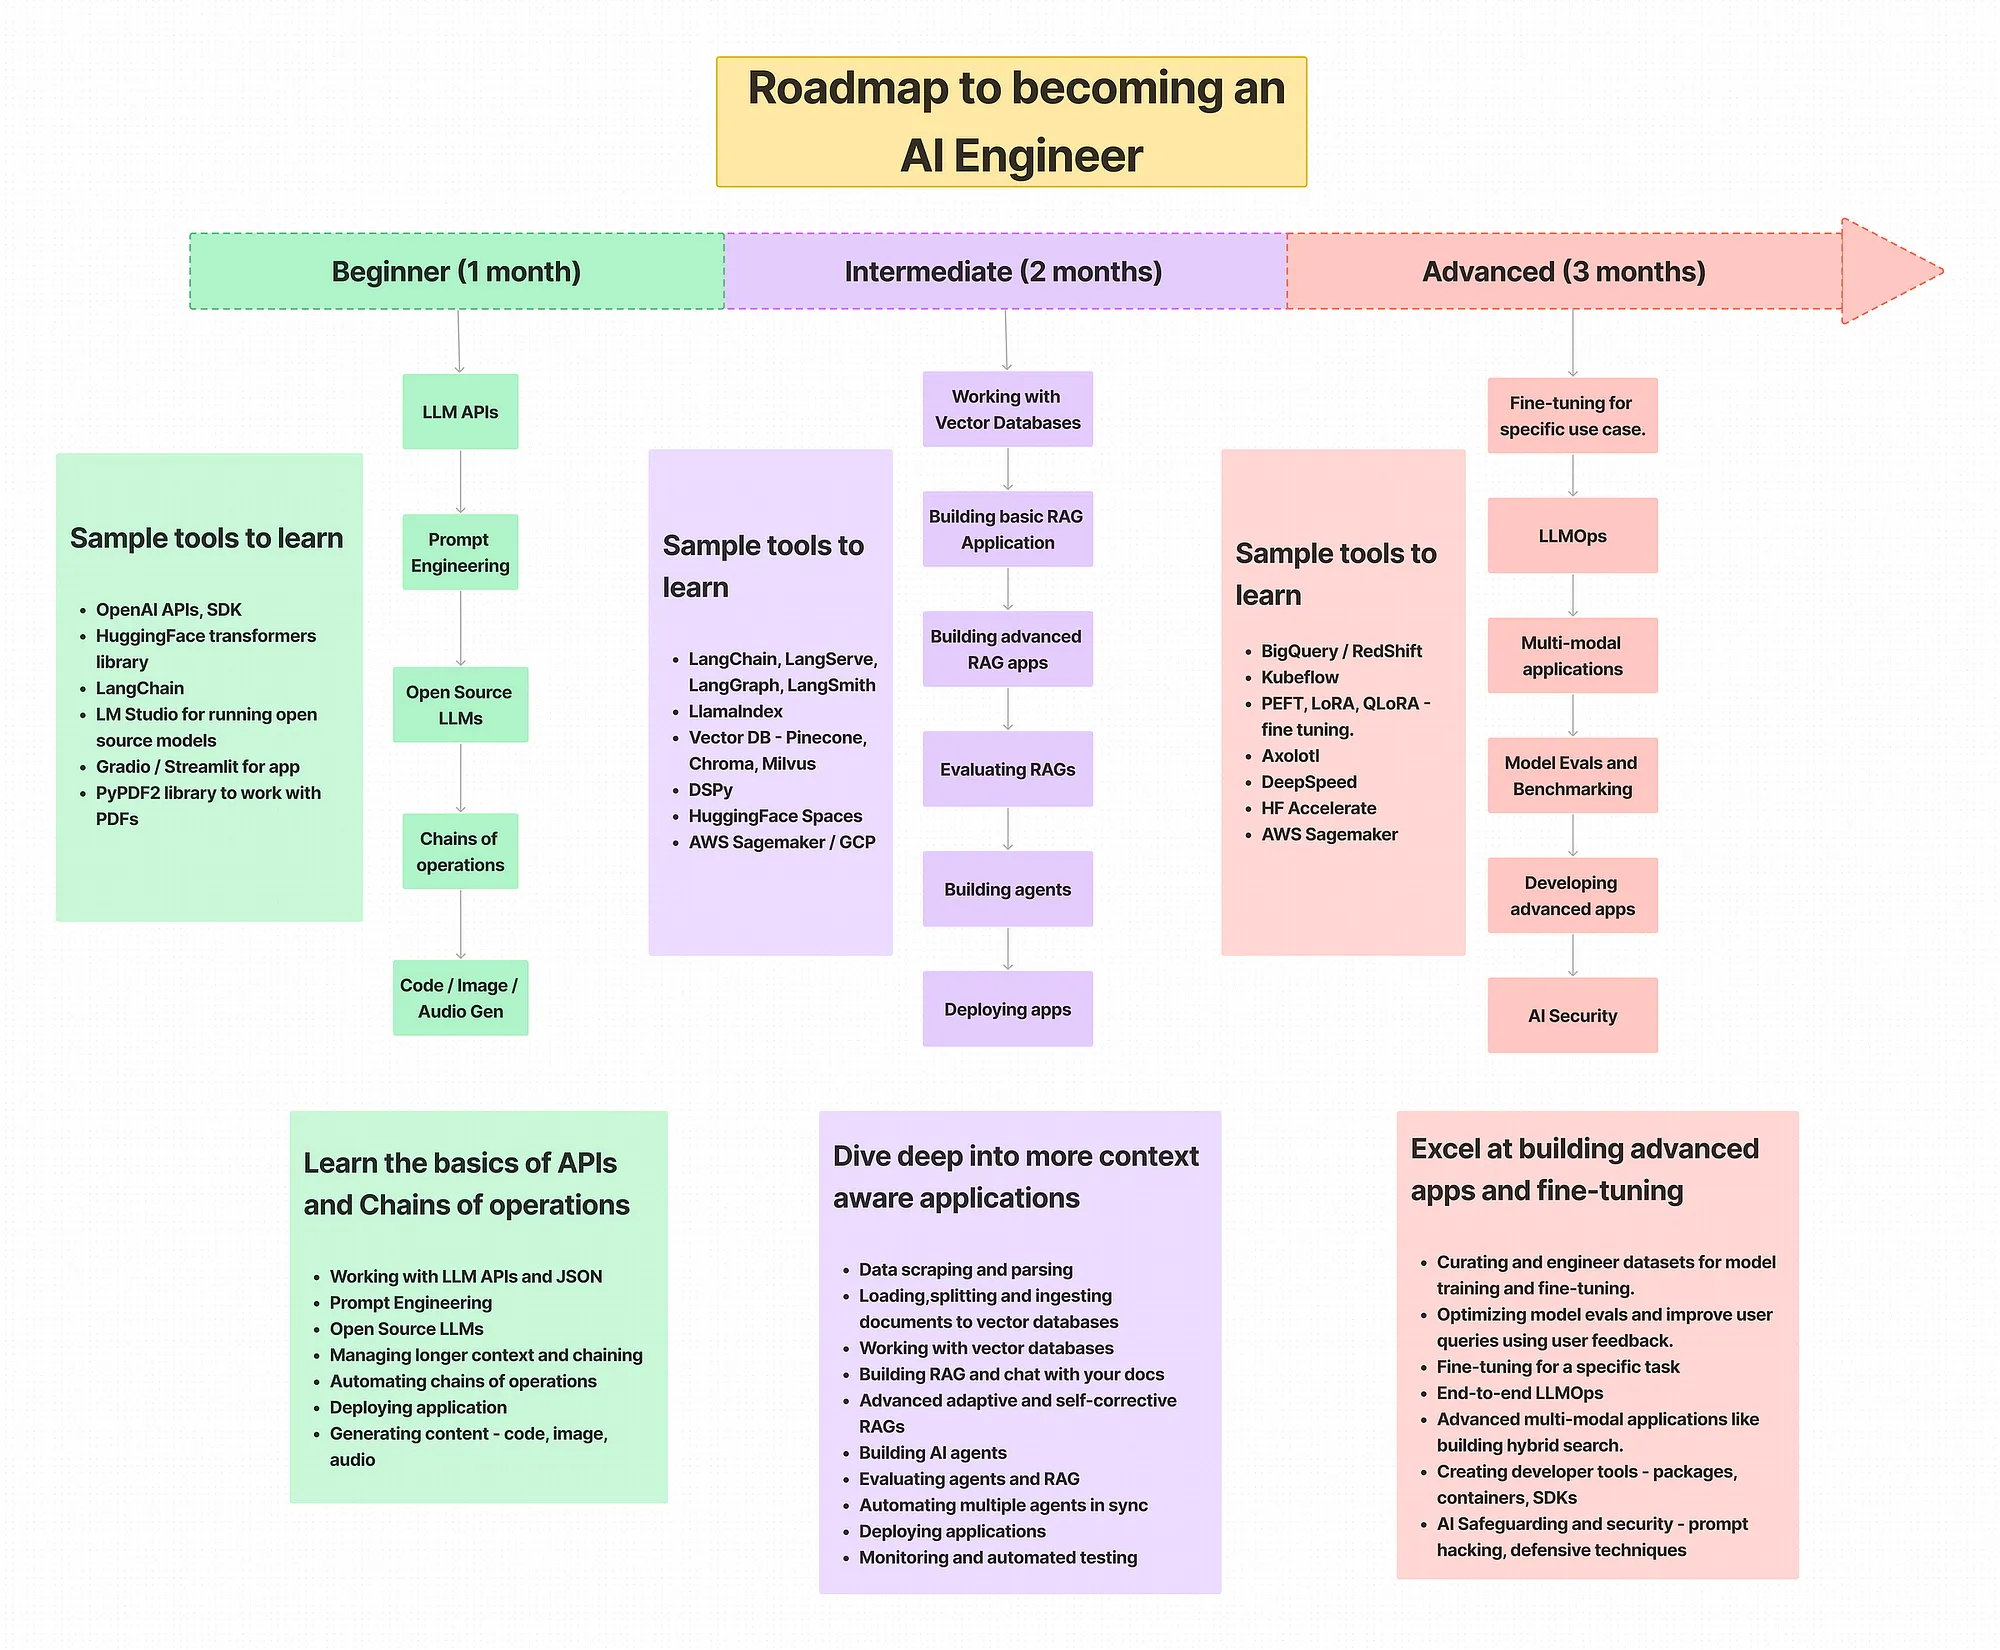 Roadmap to becoming an
AI Engineer
Beginner (1 month)
Intermediate (2 months)
Advanced (3 months)
LLM APIs
Prompt
Engineering
Open Source
LLMs
Chains of
operations
Code / Image /
Audio Gen
Sample tools to learn
• OpenAI APIs, SDK
• HuggingFace transformers
library
• LangChain
• LM Studio for running open
source models
• Gradio / Streamlit for app
• PyPDF2 library to work with
PDFs
Working with
Vector Databases
Building basic RAG
Application
Building advanced
RAG apps
Evaluating RAGs
Building agents
Deploying apps
Sample tools to
learn
• LangChain, LangServe,
LangGraph, LangSmith
• LlamaIndex
• Vector DB - Pinecone,
Chroma, Milvus
• DSPy
• HuggingFace Spaces
• AWS Sagemaker / GCP
Fine-tuning for
specific use case.
LLMOps
Multi-modal
applications
Model Evals and
Benchmarking
Developing
advanced apps
AI Security
Sample tools to
learn
• BigQuery / RedShift
• Kubeflow
• PEFT, LoRA, QLoRA -
fine tuning.
• Axolotl
• DeepSpeed
• HF Accelerate
• AWS Sagemaker
Learn the basics of APIs
and Chains of operations
• Working with LLM APIs and JSON
• Prompt Engineering
• Open Source LLMs
• Managing longer context and chaining
• Automating chains of operations
• Deploying application
• Generating content - code, image,
audio
Dive deep into more context
aware applications
• Data scraping and parsing
• Loading,splitting and ingesting
documents to vector databases
• Working with vector databases
• Building RAG and chat with your docs
• Advanced adaptive and self-corrective
RAGs
• Building AI agents
• Evaluating agents and RAG
• Automating multiple agents in sync
• Deploying applications
• Monitoring and automated testing
Excel at building advanced
apps and fine-tuning
• Curating and engineer datasets for model
training and fine-tuning.
• Optimizing model evals and improve user
queries using user feedback.
• Fine-tuning for a specific task
• End-to-end LLMOps
• Advanced multi-modal applications like
building hybrid search.
• Creating developer tools - packages,
containers, SDKs
• AI Safeguarding and security - prompt
hacking, defensive techniques